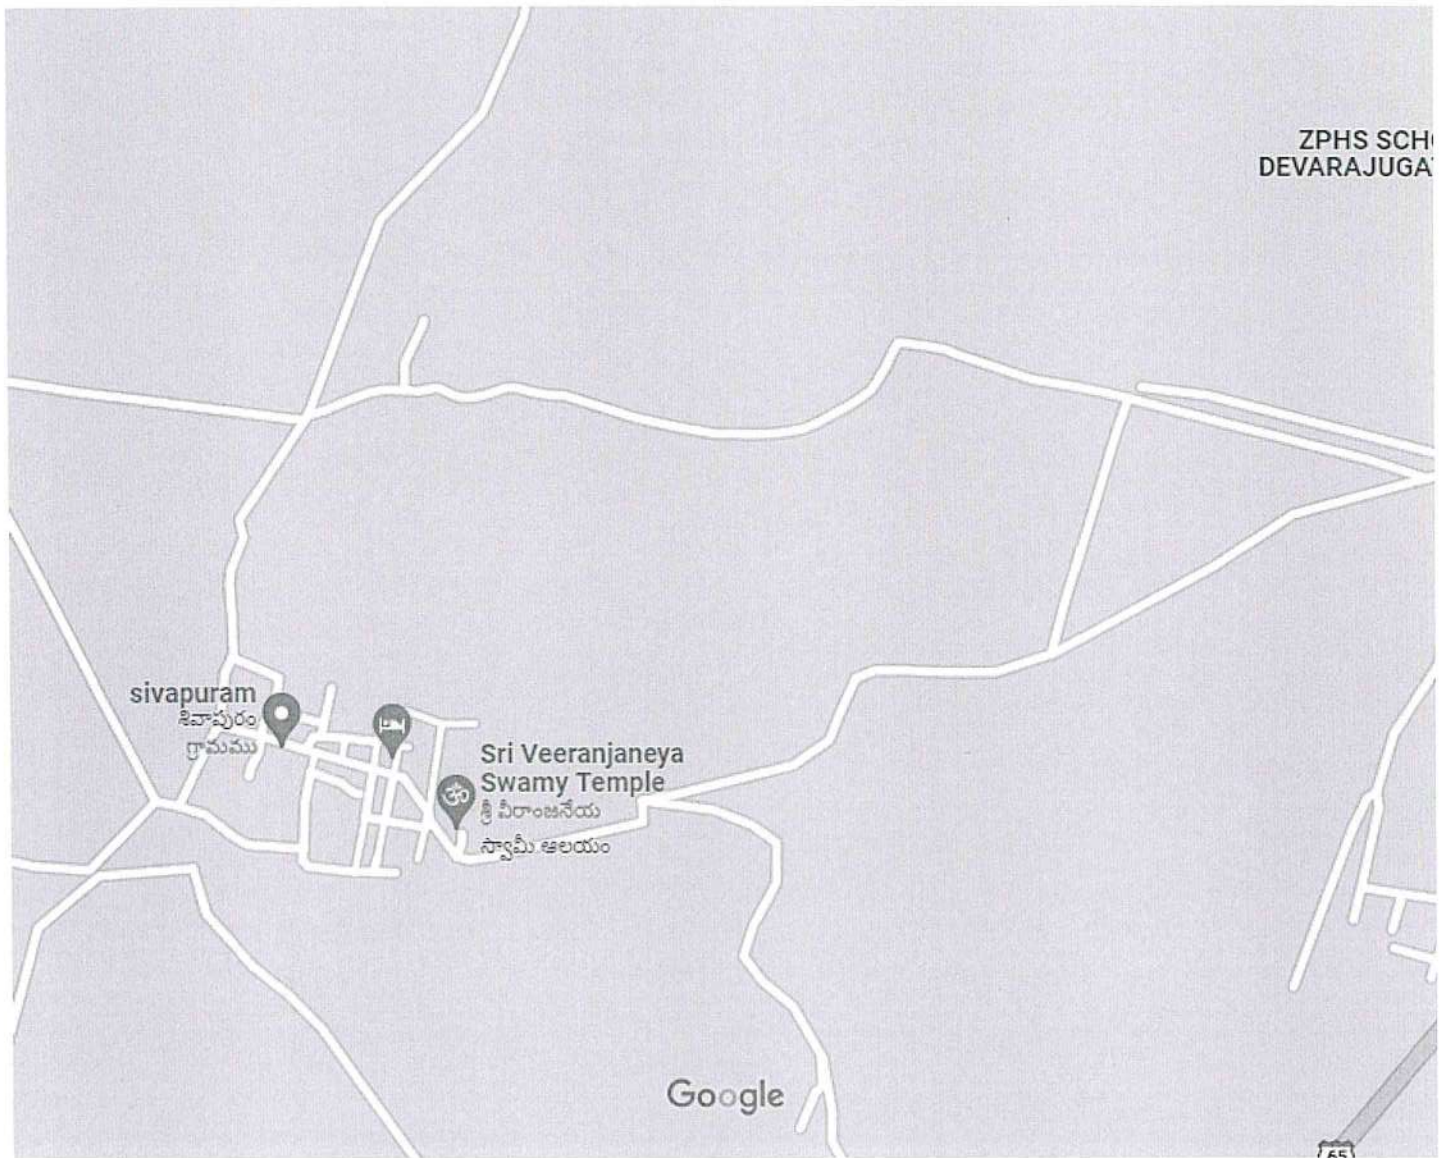 ZPHS SCH
DEVARAJUGA
sivapuram
శివాపురం
గ్రామము
Sri Veeranjaneya
Swamy Temple
శ్రీ వీరాంజనేయ
స్వామీ ఆలయం
Google
65